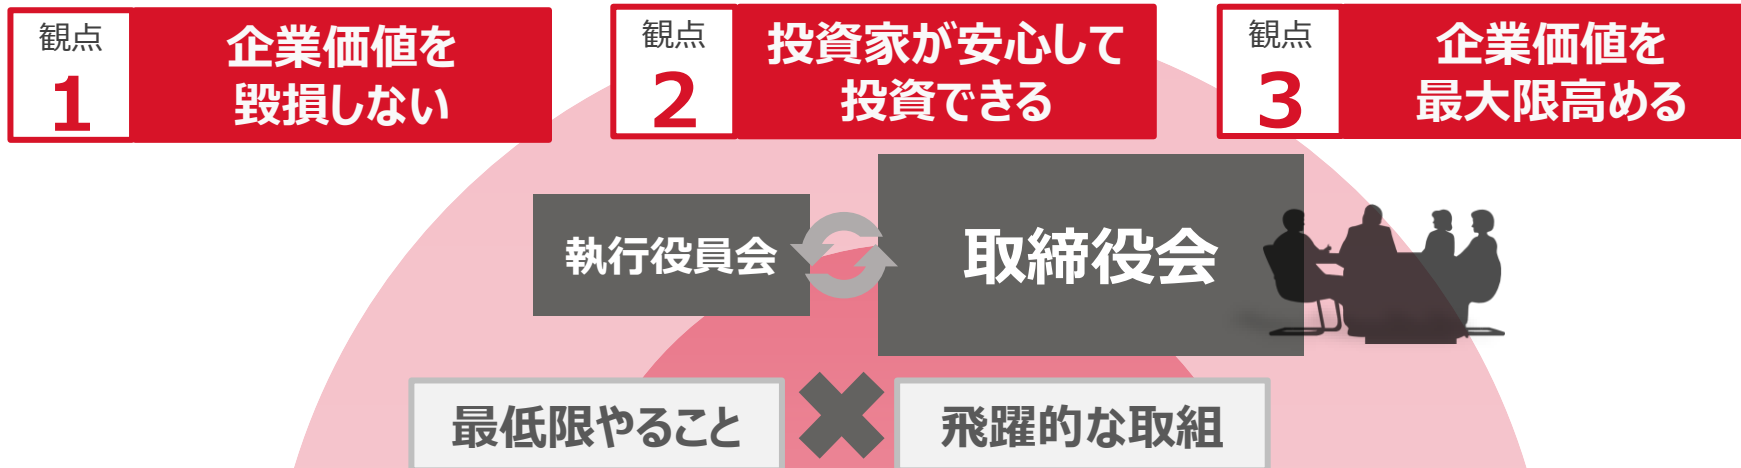 観点
1
企業価値を
毀損しない
観点
2
投資家が安心して
投資できる
観点
3
企業価値を
最大限高める
執行役員会
取締役会
最低限やること
飛躍的な取組